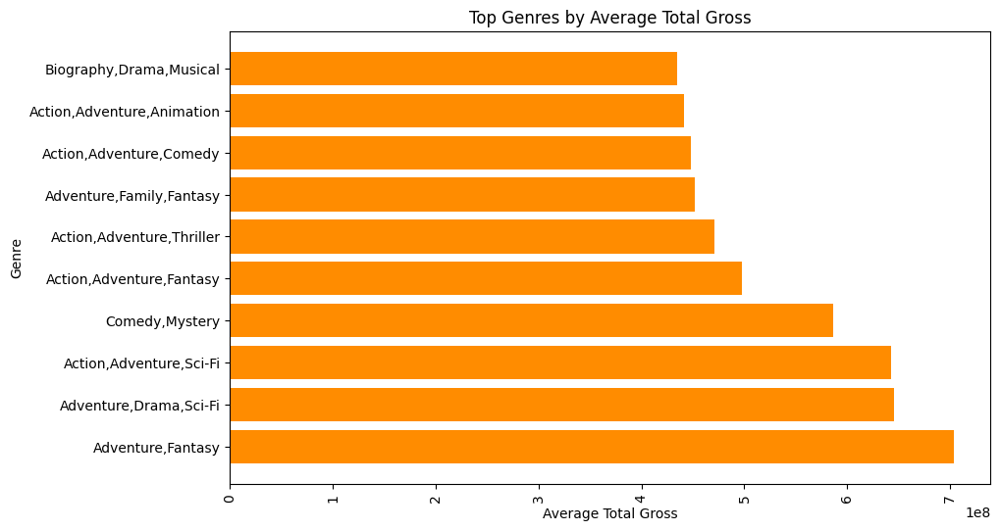 Top Genres by Average Total Gross
Biography,Drama,Musical
Action,Adventure,Animation
Action,Adventure,Comedy
Adventure,Family,Fantasy
Action,Adventure,Thriller
Action,Adventure,Fantasy
Comedy,Mystery
Action,Adventure,Sci-Fi
Adventure,Drama,Sci-Fi
Adventure,Fantasy
Genre
0 1 2 3 4 5 6 7
1e8
Average Total Gross